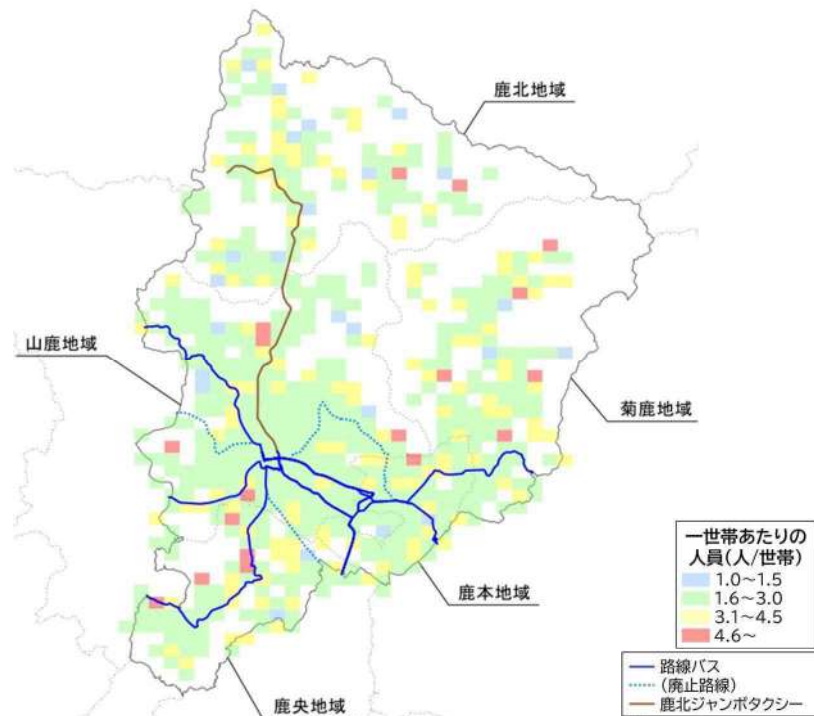 鹿北地域
山鹿地域
菊鹿地域
鹿本地域
鹿央地域
一世帯あたりの
人員(人/世帯)
1.0～1.5
1.6～3.0
3.1～4.5
4.6～
路線バス
(廃止路線)
鹿北ジャンボタクシー